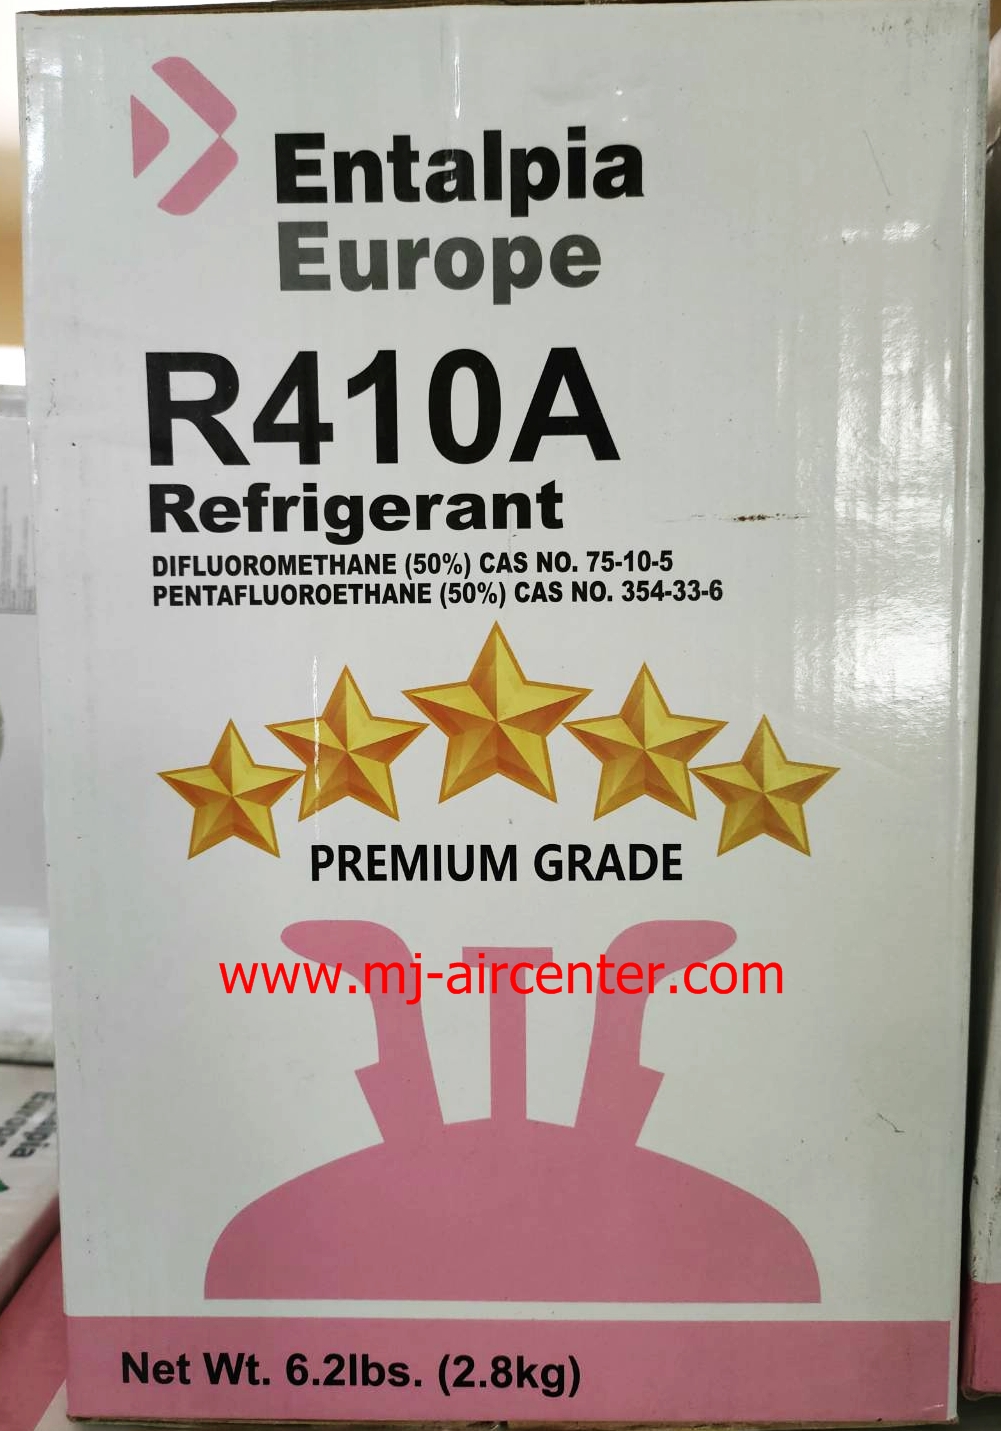 Entalpia
Europe
R410A
Refrigerant
DIFLUOROMETHANE (50%) CAS NO. 75-10-5
PENTAFLUOROETHANE (50%) CAS NO. 354-33-6
PREMIUM GRADE
www.mj-aircenter.com
Net Wt. 6.2lbs. (2.8kg)